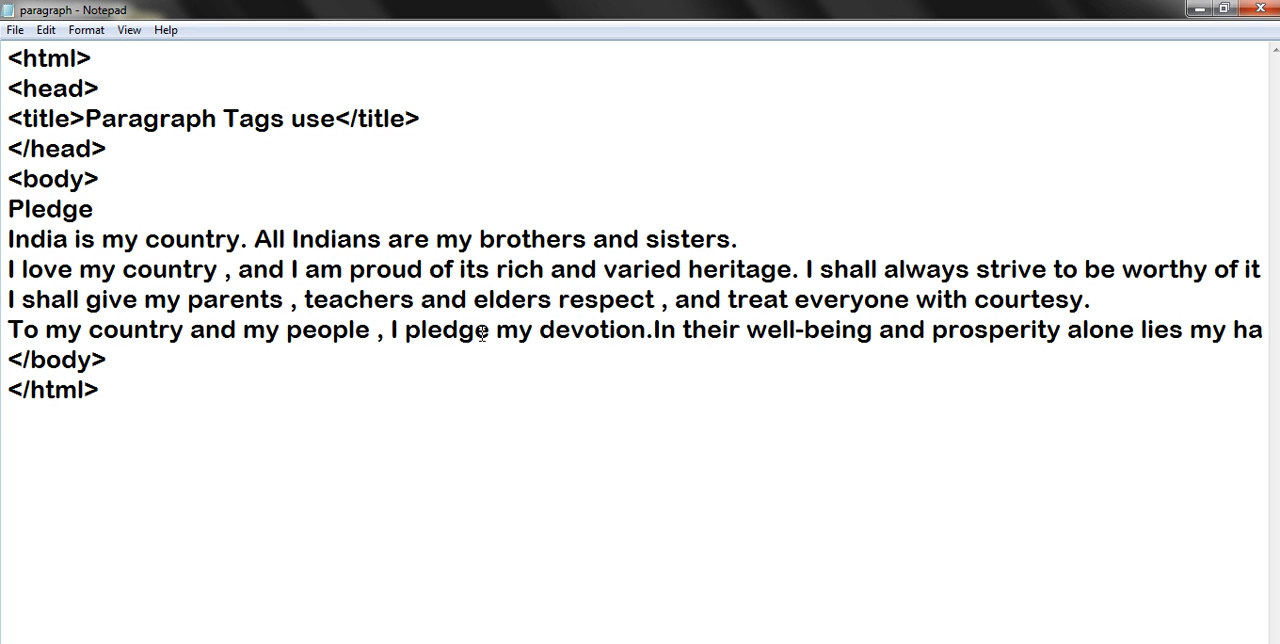 paragraph - Notepad
File Edit Format View Help
<html>
<head>
<title>Paragraph Tags use</title>
</head>
<body>
Pledge
India is my country. All Indians are my brothers and sisters.
I love my country , and I am proud of its rich and varied heritage. I shall always strive to be worthy of it
I shall give my parents , teachers and elders respect , and treat everyone with courtesy.
To my country and my people , I pledge my devotion.In their well-being and prosperity alone lies my ha
</body>
</html>